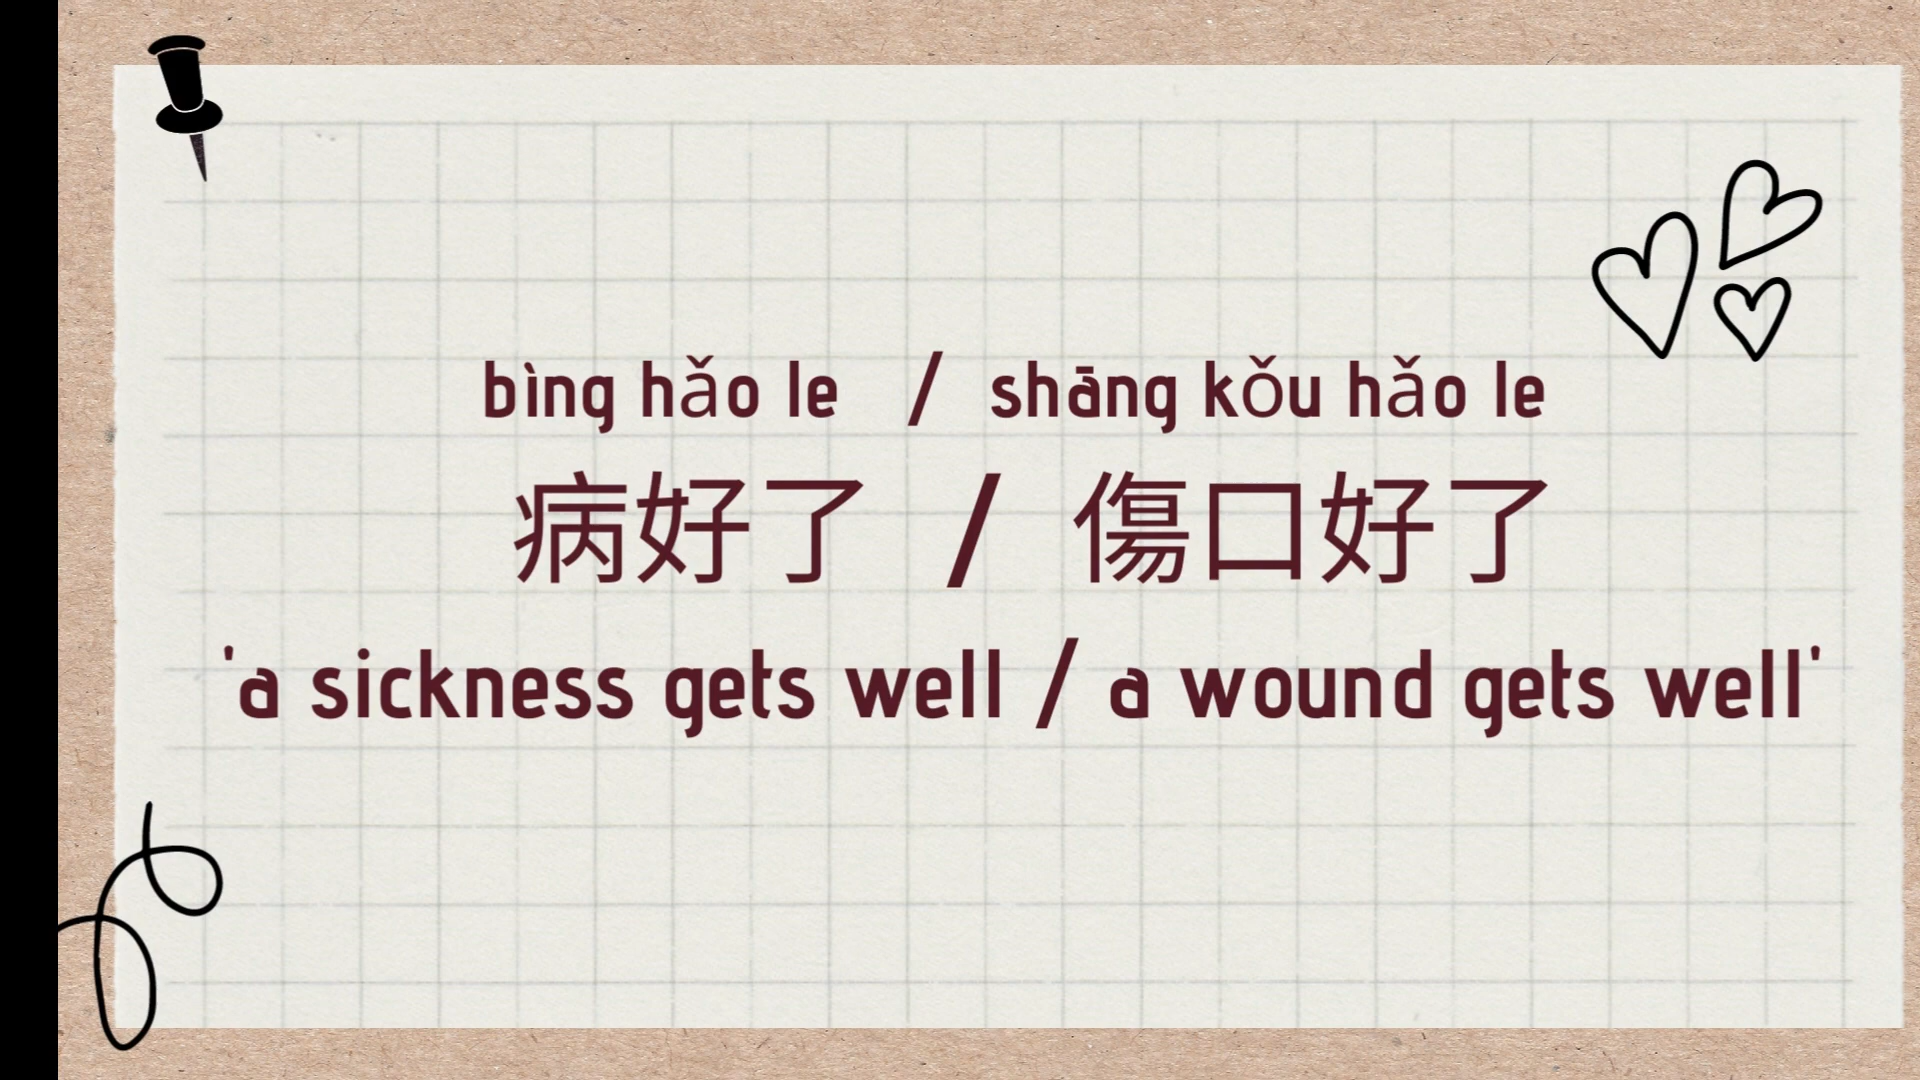 bìng hǎo le / shāng kǒu hǎo le
病好了 / 傷口好了
'a sickness gets well / a wound gets well'